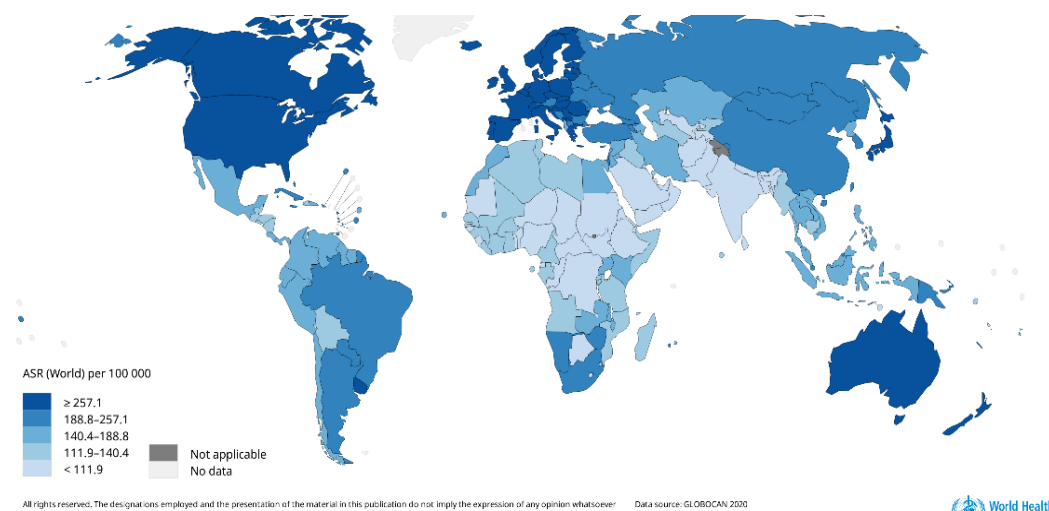 ASR (World) per 100 000
≥ 257.1
188.8–257.1
140.4–188.8
111.9–140.4
< 111.9
Not applicable
No data
All rights reserved. The designations employed and the presentation of the material in this publication do not imply the expression of any opinion whatsoever
Data source: GLOBOCAN 2020
World Healt